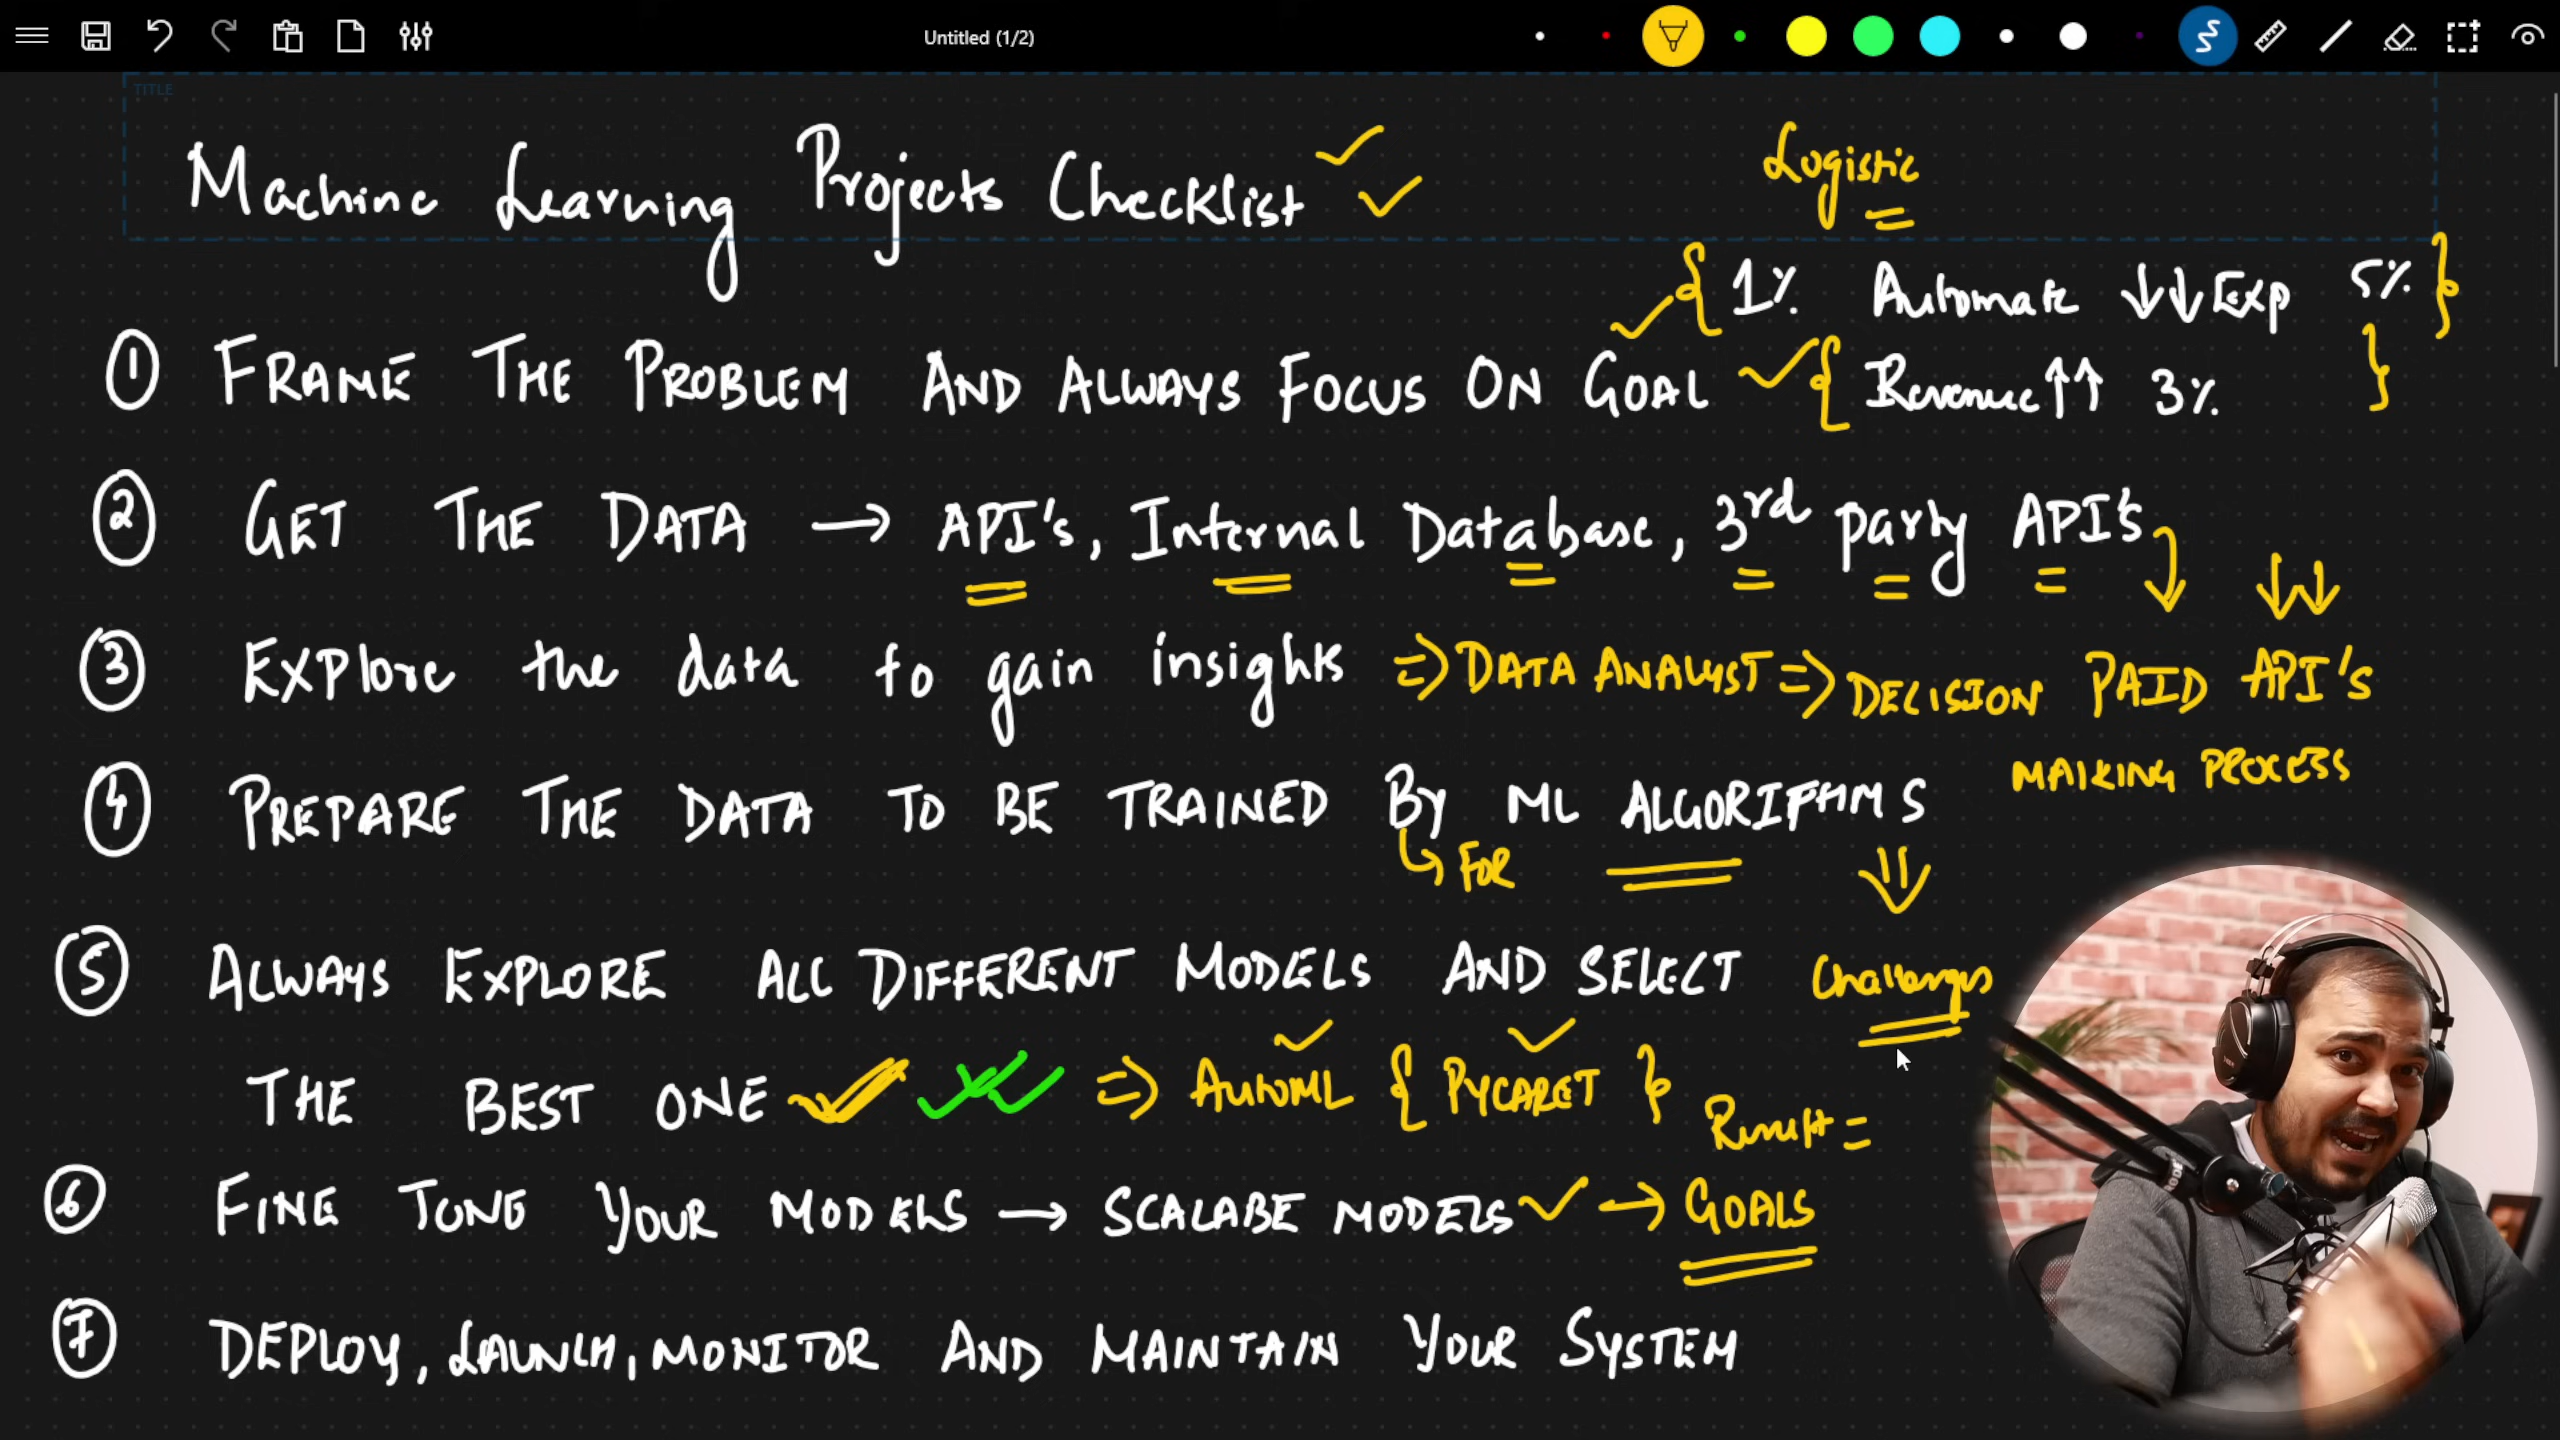 Untitled (1/2)
TITLE
Machine Learning Projects Checklist
Logistic
{ 1% Automate ↓↓ Exp 5% }
① FRAME THE PROBLEM AND ALWAYS FOCUS ON GOAL { Revenue ↑↑ 3% }
② GET THE DATA → API's, Internal Database, 3rd party API's
③ Explore the data to gain insights ⇒ DATA ANALYST ⇒ DECISION PAID API's
MAKING PROCESS
④ PREPARE THE DATA TO BE TRAINED By ML ALGORITHMS
↳ FOR
⑤ ALWAYS EXPLORE ALL DIFFERENT MODELS AND SELECT Challenges
THE BEST ONE ⇒ AutoML { PYCARET }
Result =
⑥ FINE TUNG YOUR MODELS → SCALABE MODELS → GOALS
⑦ DEPLOY, LAUNCH, MONITOR AND MAINTAIN YOUR SYSTEM